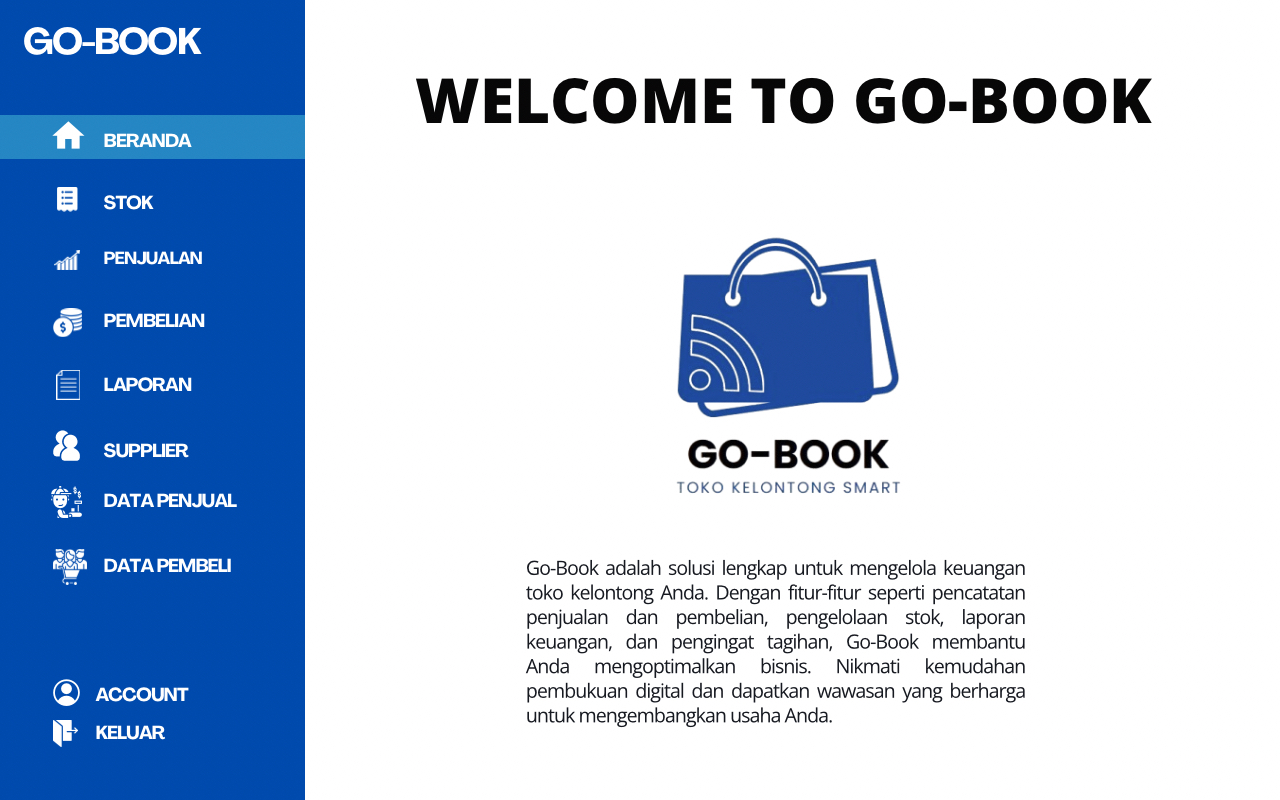 GO-BOOK
BERANDA
STOK
PENJUALAN
PEMBELIAN
LAPORAN
SUPPLIER
DATA PENJUAL
DATA PEMBELI
ACCOUNT
KELUAR
WELCOME TO GO-BOOK
GO-BOOK
TOKO KELONTONG SMART
Go-Book adalah solusi lengkap untuk mengelola keuangan
toko kelontong Anda. Dengan fitur-fitur seperti pencatatan
penjualan dan pembelian, pengelolaan stok, laporan
keuangan, dan pengingat tagihan, Go-Book membantu
Anda mengoptimalkan bisnis. Nikmati kemudahan
pembukuan digital dan dapatkan wawasan yang berharga
untuk mengembangkan usaha Anda.